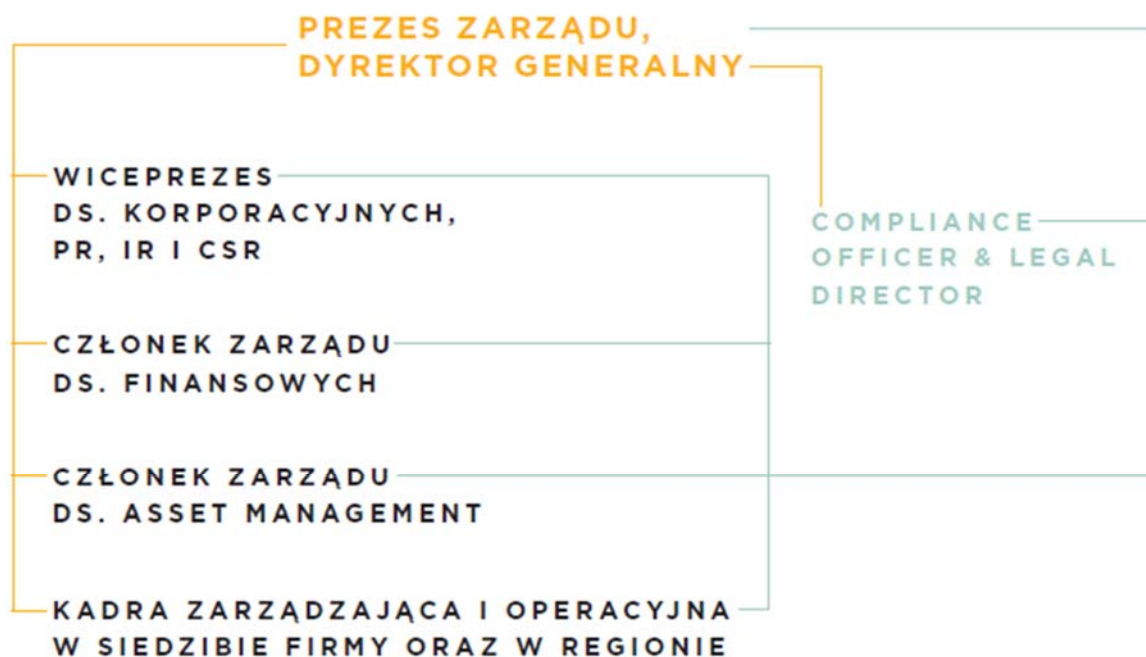 PREZES ZARZĄDU,
DYREKTOR GENERALNY
WICEPREZES
DS. KORPORACYJNYCH,
PR, IR I CSR
COMPLIANCE
OFFICER & LEGAL
DIRECTOR
CZŁONEK ZARZĄDU
DS. FINANSOWYCH
CZŁONEK ZARZĄDU
DS. ASSET MANAGEMENT
KADRA ZARZĄDZAJĄCA I OPERACYJNA
W SIEDZIBIE FIRMY ORAZ W REGIONIE